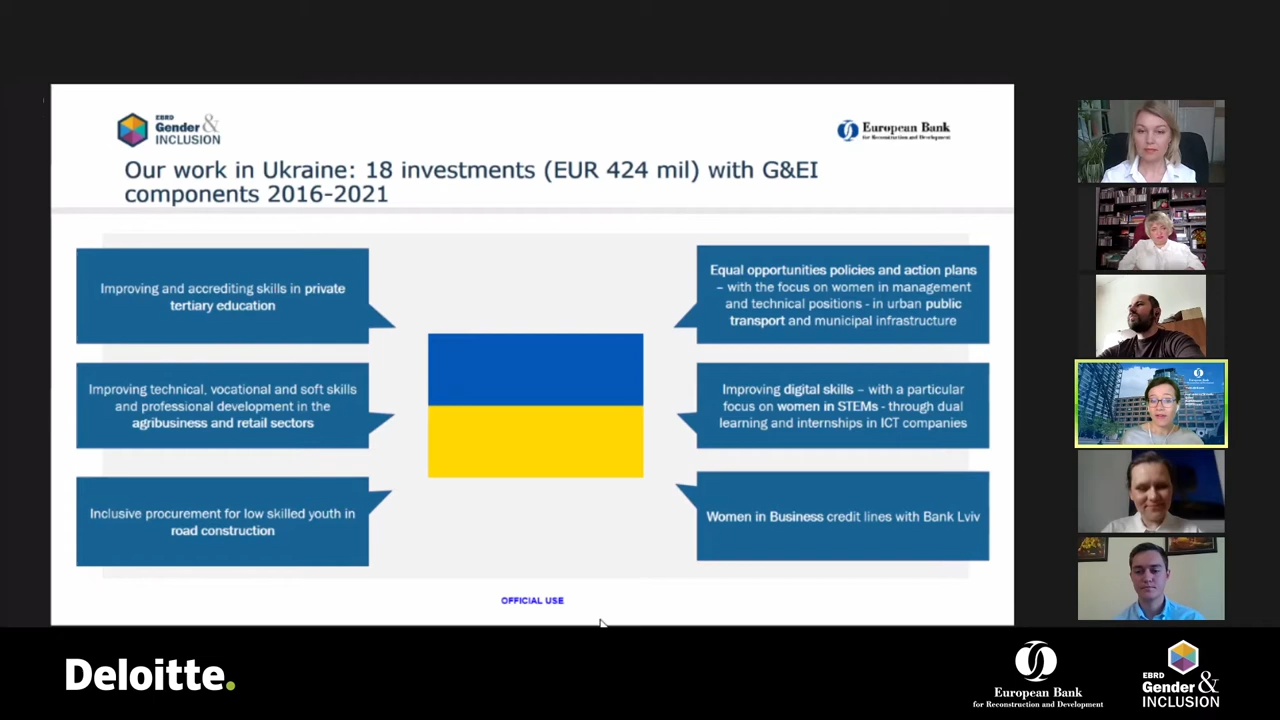 EBRD
Gender &
INCLUSION
European Bank
for Reconstruction and Development
Our work in Ukraine: 18 investments (EUR 424 mil) with G&EI
components 2016-2021
Improving and accrediting skills in private
tertiary education
Improving technical, vocational and soft skills
and professional development in the
agribusiness and retail sectors
Inclusive procurement for low skilled youth in
road construction
Equal opportunities policies and action plans
– with the focus on women in management
and technical positions - in urban public
transport and municipal infrastructure
Improving digital skills – with a particular
focus on women in STEMs - through dual
learning and internships in ICT companies
Women in Business credit lines with Bank Lviv
OFFICIAL USE
Deloitte.
European Bank
for Reconstruction and Development
EBRD
Gender &
INCLUSION